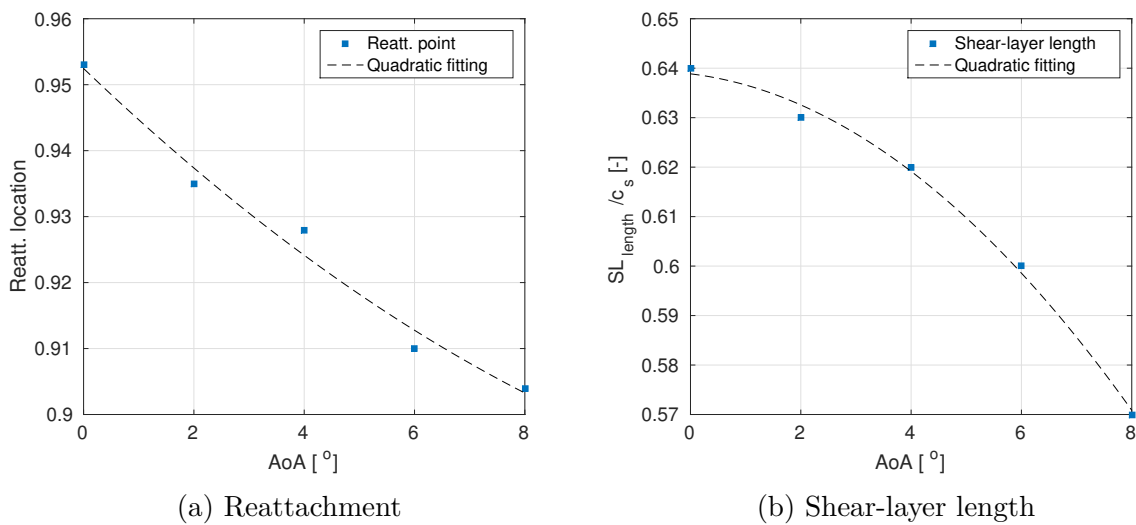 0.96
0.95
0.94
0.93
0.92
0.91
0.9
0 2 4 6 8
Reatt. location
AoA [ °]
Reatt. point
Quadratic fitting
(a) Reattachment
0.65
0.64
0.63
0.62
0.61
0.6
0.59
0.58
0.57
0 2 4 6 8
SL_length /c_s [-]
AoA [ °]
Shear-layer length
Quadratic fitting
(b) Shear-layer length